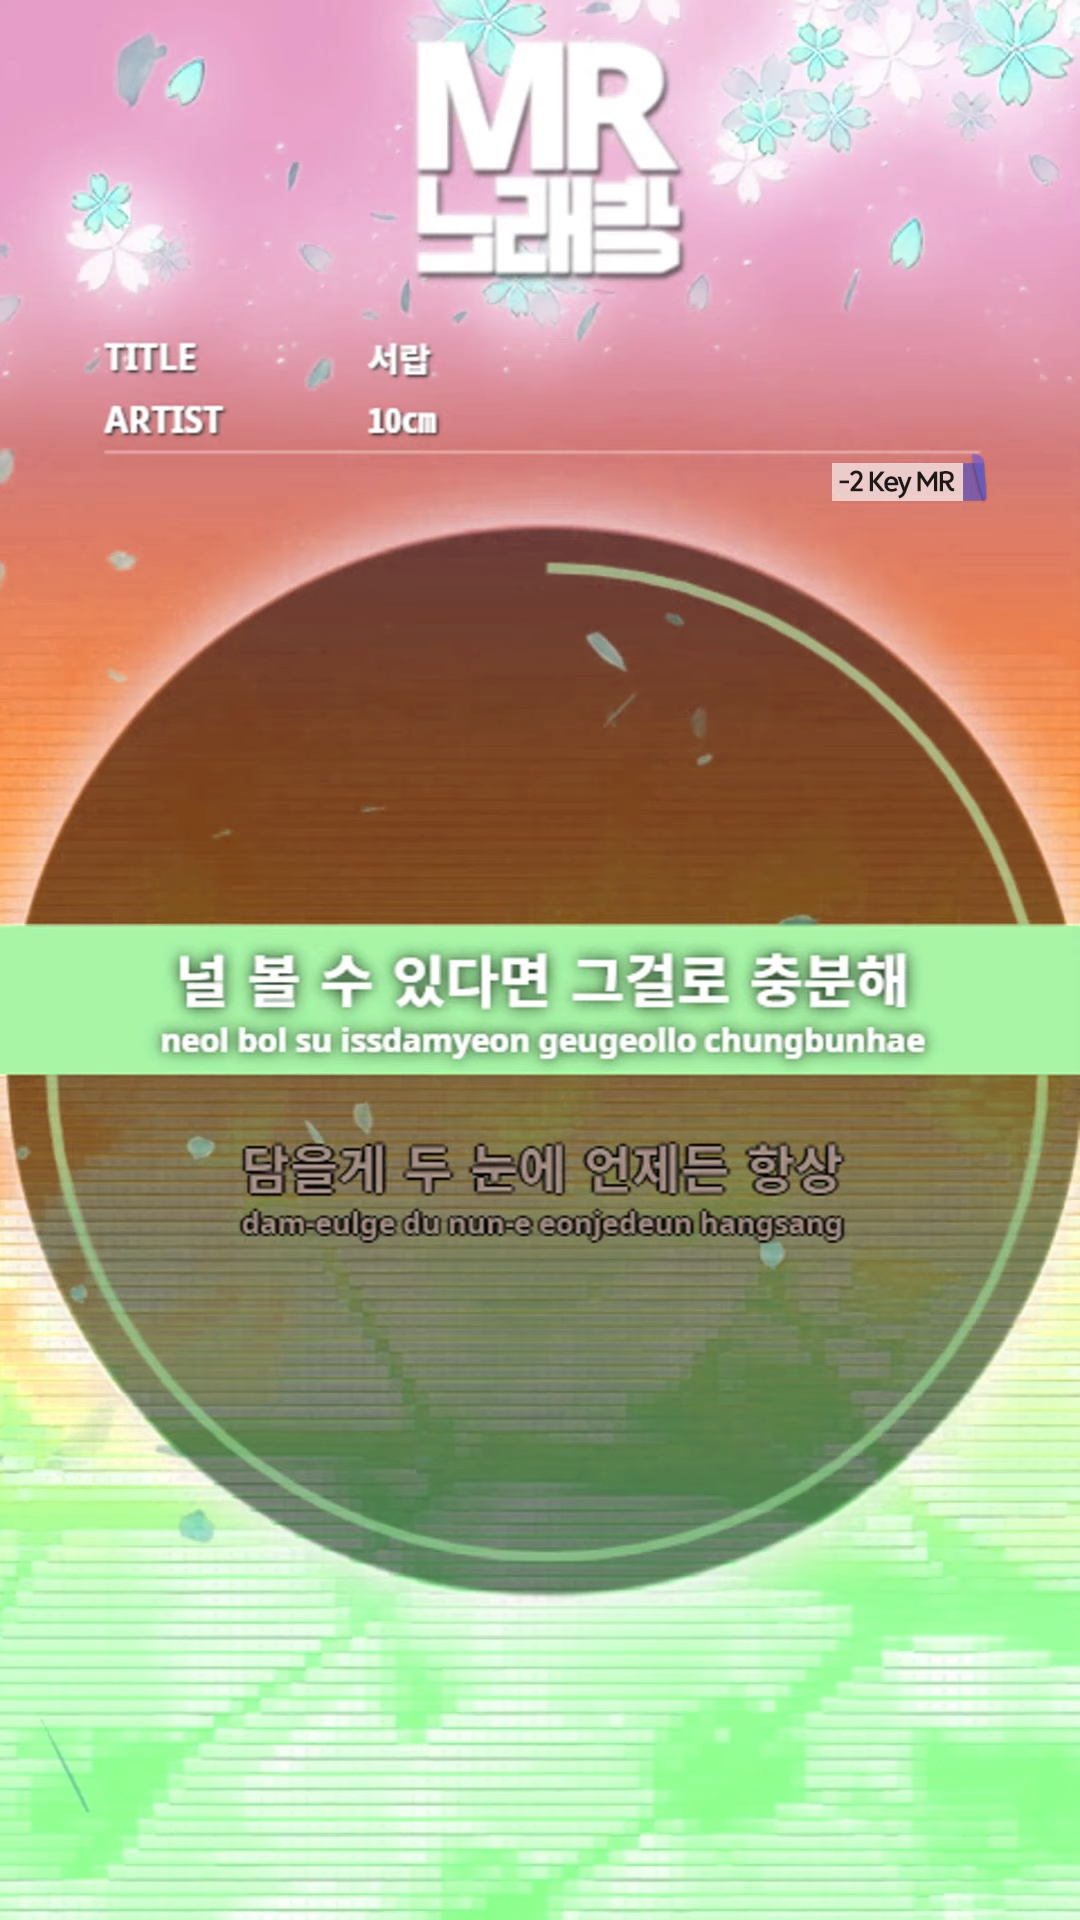 MR
노래방
TITLE 서랍
ARTIST 10cm
-2 Key MR
널 볼 수 있다면 그걸로 충분해
neol bol su issdamyeon geugeollo chungbunhae
담을게 두 눈에 언제든 항상
dam-eulge du nun-e eonjedeun hangsang